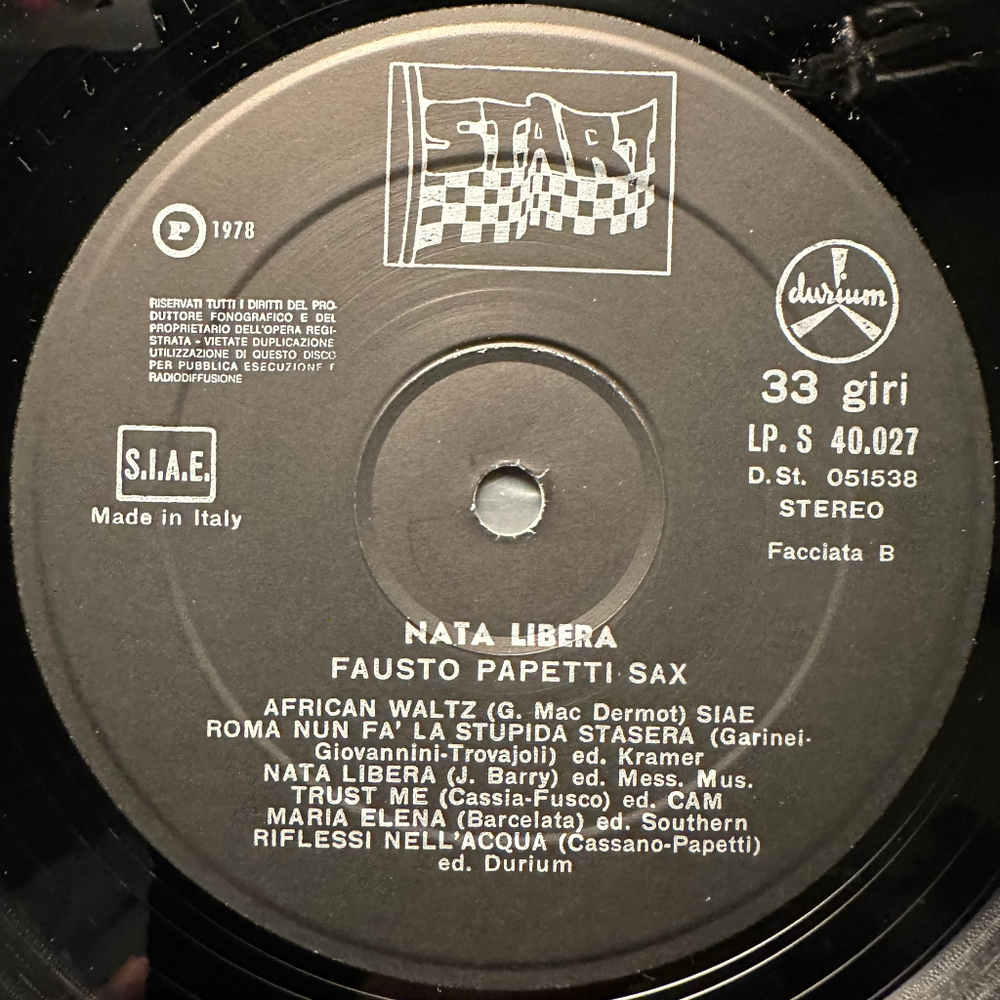 START
P 1978
RISERVATI TUTTI I DIRITTI DEL PRO-
DUTTORE FONOGRAFICO E DEL
PROPRIETARIO DELL'OPERA REGI-
STRATA - VIETATE DUPLICAZIONE
UTILIZZAZIONE DI QUESTO DISCO
PER PUBBLICA ESECUZIONE E
RADIODIFFUSIONE
S.I.A.E.
Made in Italy
durium
33 giri
LP. S 40.027
D. St. 051538
STEREO
Facciata B
NATA LIBERA
FAUSTO PAPETTI SAX
AFRICAN WALTZ (G. Mac Dermot) SIAE
ROMA NUN FA' LA STUPIDA STASERA (Garinei-
Giovannini-Trovajoli) ed. Kramer
NATA LIBERA (J. Barry) ed. Mess. Mus.
TRUST ME (Cassia-Fusco) ed. CAM
MARIA ELENA (Barcelata) ed. Southern
RIFLESSI NELL'ACQUA (Cassano-Papetti)
ed. Durium